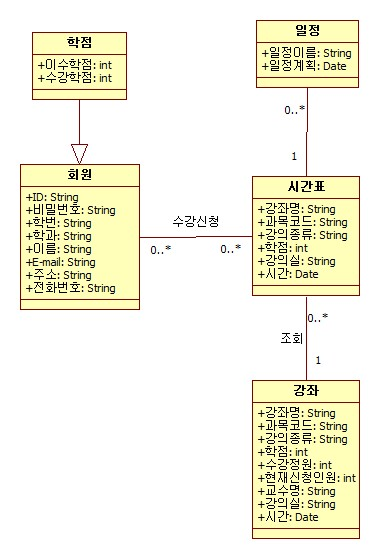 학점
+이수학점: int
+수강학점: int
일정
+일정이름: String
+일정계획: Date
0..*
1
회원
+ID: String
+비밀번호: String
+학번: String
+학과: String
+이름: String
+E-mail: String
+주소: String
+전화번호: String
수강신청
0..*
0..*
시간표
+강좌명: String
+과목코드: String
+강의종류: String
+학점: int
+강의실: String
+시간: Date
0..*
조회
1
강좌
+강좌명: String
+과목코드: String
+강의종류: String
+학점: int
+수강정원: int
+현재신청인원: int
+교수명: String
+강의실: String
+시간: Date